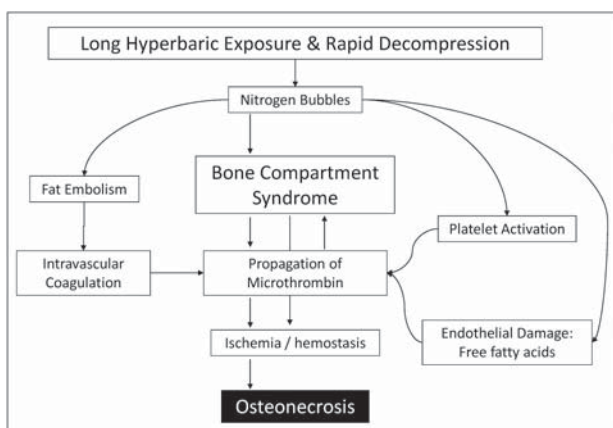 Long Hyperbaric Exposure & Rapid Decompression
Nitrogen Bubbles
Bone Compartment
Syndrome
Fat Embolism
Platelet Activation
Intravascular
Coagulation
Propagation of
Microthrombin
Endothelial Damage:
Free fatty acids
Ischemia / hemostasis
Osteonecrosis